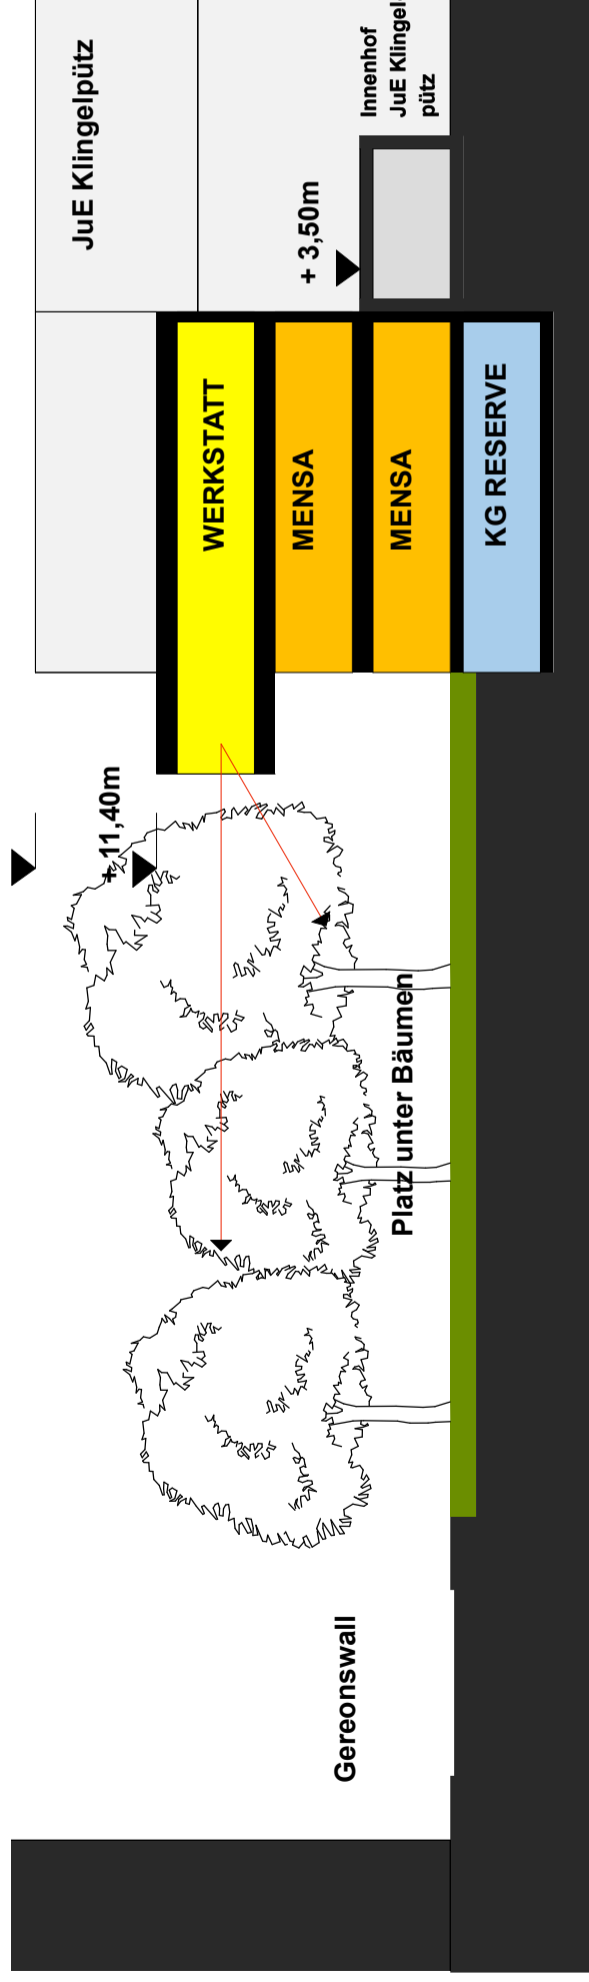 JuE Klingelpütz
+11,40m
WERKSTATT
MENSA
+ 3,50m
Gereonswall
Platz unter Bäumen
MENSA
Innenhof
JuE Klingel
pütz
KG RESERVE